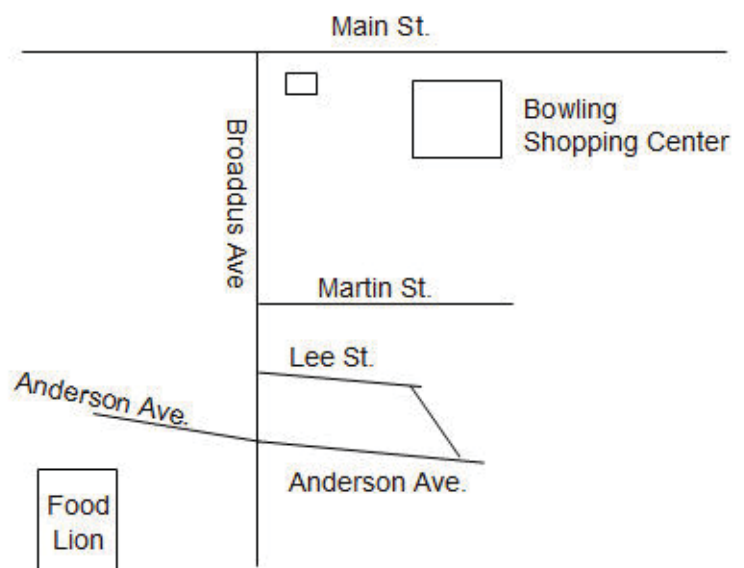 Main St.
Bowling
Shopping Center
Broaddus Ave
Martin St.
Lee St.
Anderson Ave.
Anderson Ave.
Food
Lion